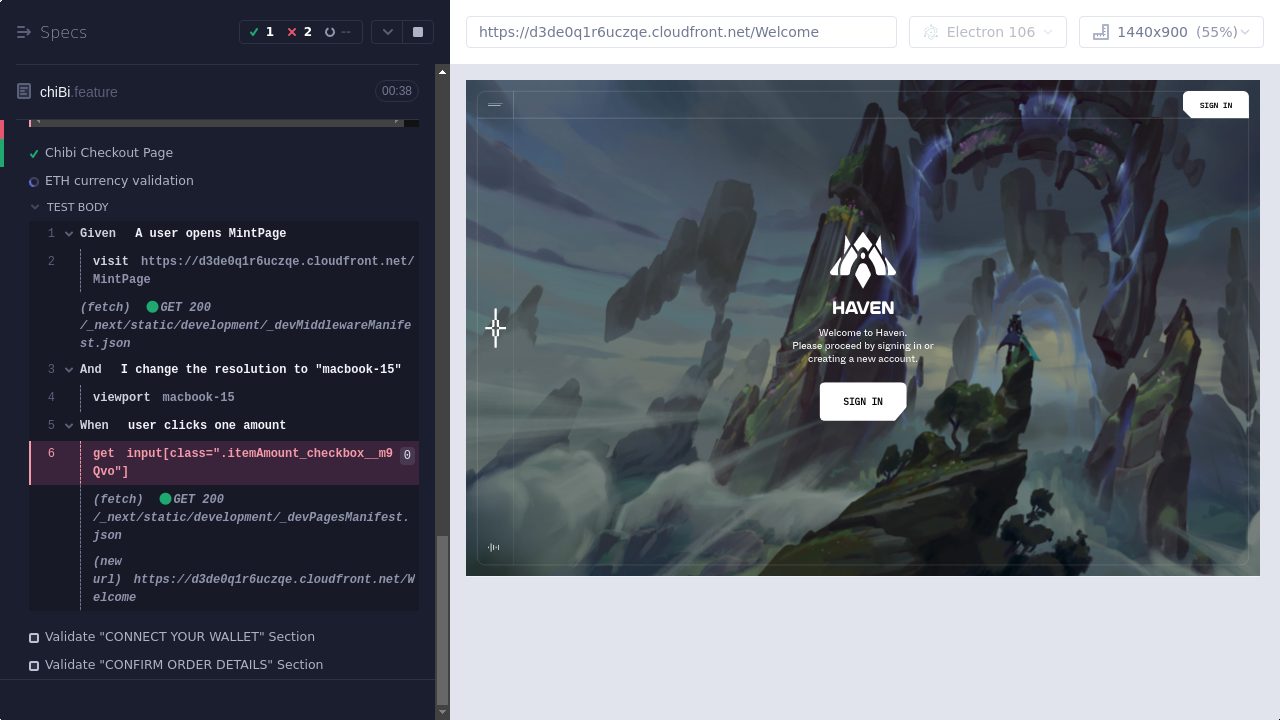 Specs
1
2
--
https://d3de0q1r6uczqe.cloudfront.net/Welcome
Electron 106
1440x900 (55%)
chiBi.feature
00:38
Chibi Checkout Page
ETH currency validation
TEST BODY
1 Given A user opens MintPage
2 visit https://d3de0q1r6uczqe.cloudfront.net/
MintPage
(fetch) GET 200
/_next/static/development/_devMiddlewareManife
st.json
3 And I change the resolution to "macbook-15"
4 viewport macbook-15
5 When user clicks one amount
6 get input[class=".itemAmount_checkbox__m9 0
Qvo"]
(fetch) GET 200
/_next/static/development/_devPagesManifest.
json
(new
url) https://d3de0q1r6uczqe.cloudfront.net/W
elcome
Validate "CONNECT YOUR WALLET" Section
Validate "CONFIRM ORDER DETAILS" Section
SIGN IN
HAVEN
Welcome to Haven.
Please proceed by signing in or
creating a new account.
SIGN IN